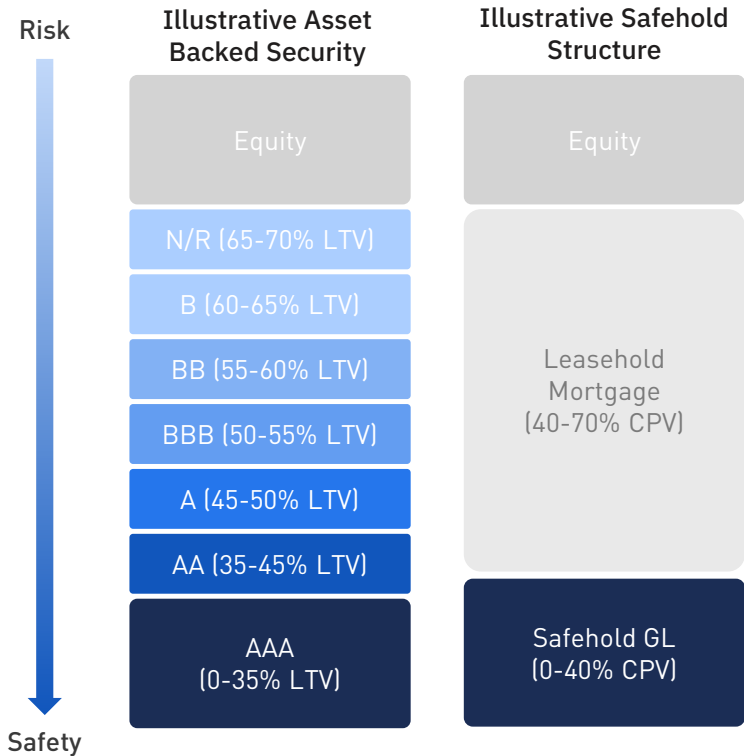 Risk
Illustrative Asset
Backed Security
Equity
N/R (65-70% LTV)
B (60-65% LTV)
BB (55-60% LTV)
BBB (50-55% LTV)
A (45-50% LTV)
AA (35-45% LTV)
AAA
(0-35% LTV)
Illustrative Safehold
Structure
Equity
Leasehold
Mortgage
(40-70% CPV)
Safehold GL
(0-40% CPV)
Safety